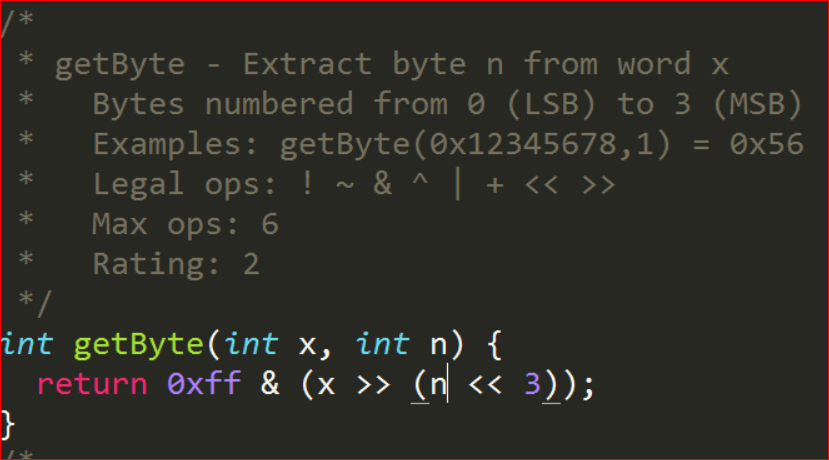 /*
 * getByte - Extract byte n from word x
 *   Bytes numbered from 0 (LSB) to 3 (MSB)
 *   Examples: getByte(0x12345678,1) = 0x56
 *   Legal ops: ! ~ & ^ | + << >>
 *   Max ops: 6
 *   Rating: 2
 */
int getByte(int x, int n) {
  return 0xff & (x >> (n << 3));
}
/*